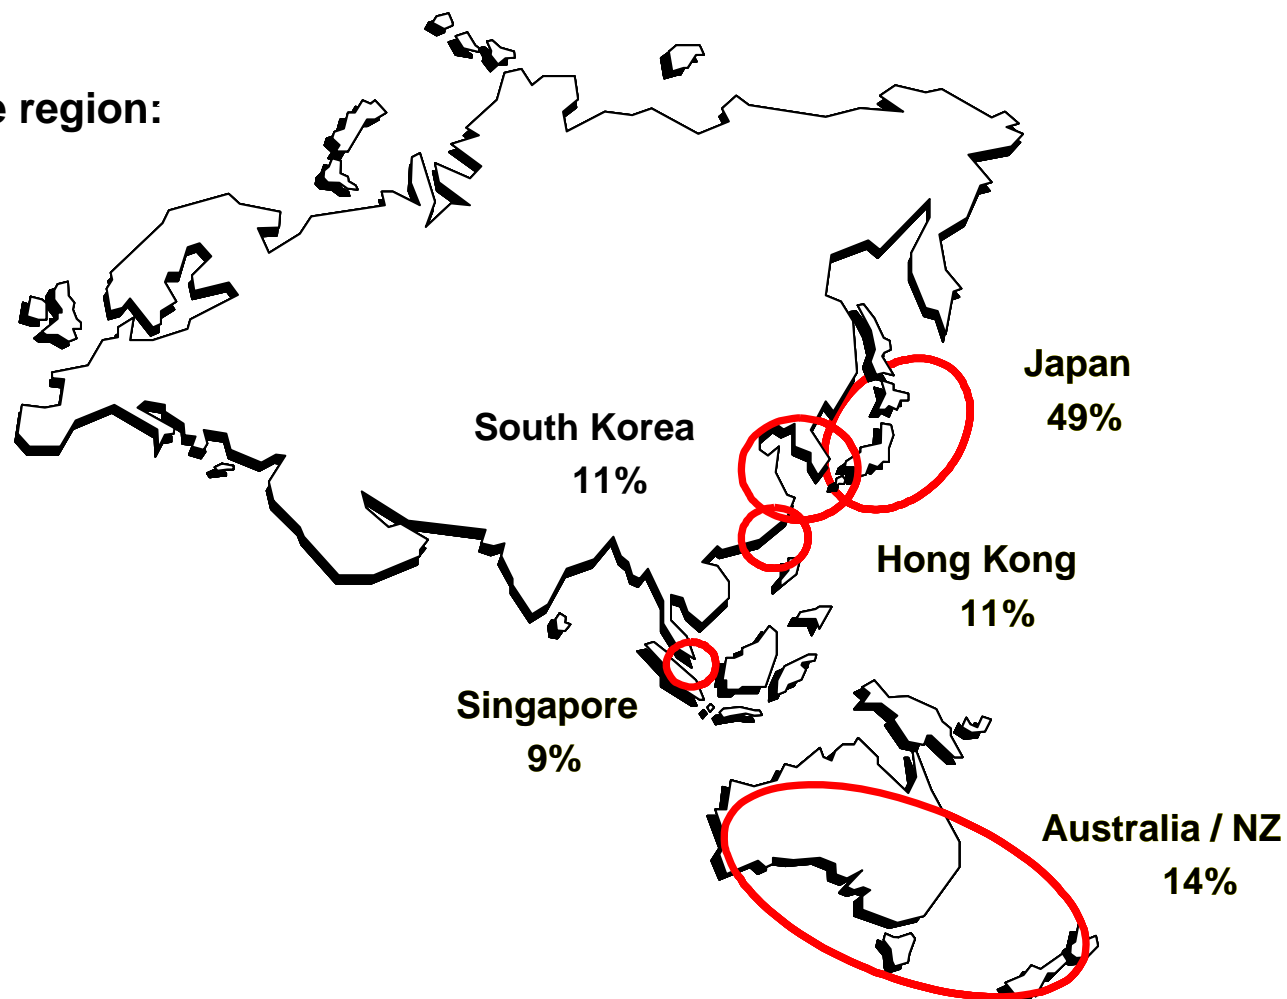 e region:
Japan
49%
South Korea
11%
Hong Kong
11%
Singapore
9%
Australia / NZ
14%